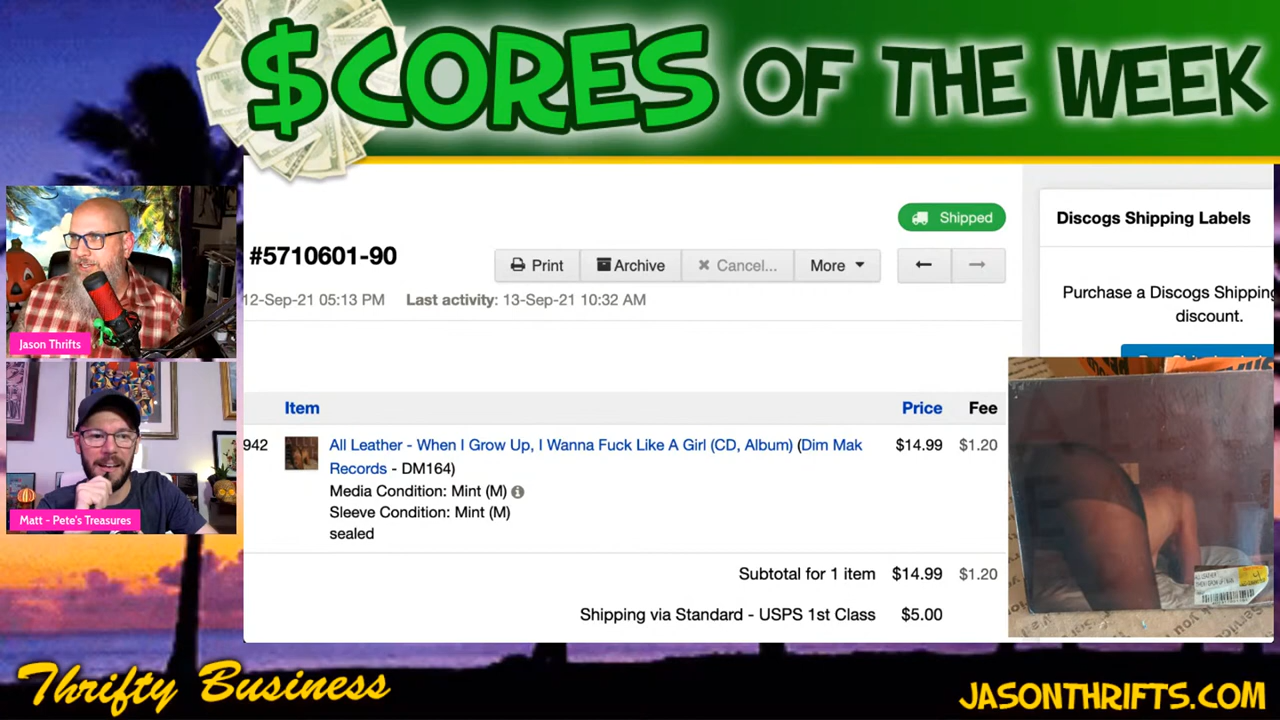 $CORES OF THE WEEK
Shipped
Discogs Shipping Labels
#5710601-90
Print
Archive
Cancel...
More
12-Sep-21 05:13 PM Last activity: 13-Sep-21 10:32 AM
Purchase a Discogs Shipping
discount.
Jason Thrifts
Item Price Fee
942 All Leather - When I Grow Up, I Wanna Fuck Like A Girl (CD, Album) (Dim Mak $14.99 $1.20
Records - DM164)
Media Condition: Mint (M)
Sleeve Condition: Mint (M)
sealed
Matt - Pete's Treasures
Subtotal for 1 item $14.99 $1.20
Shipping via Standard - USPS 1st Class $5.00
ALL LEATHER
Thrifty Business
JASONTHRIFTS.COM